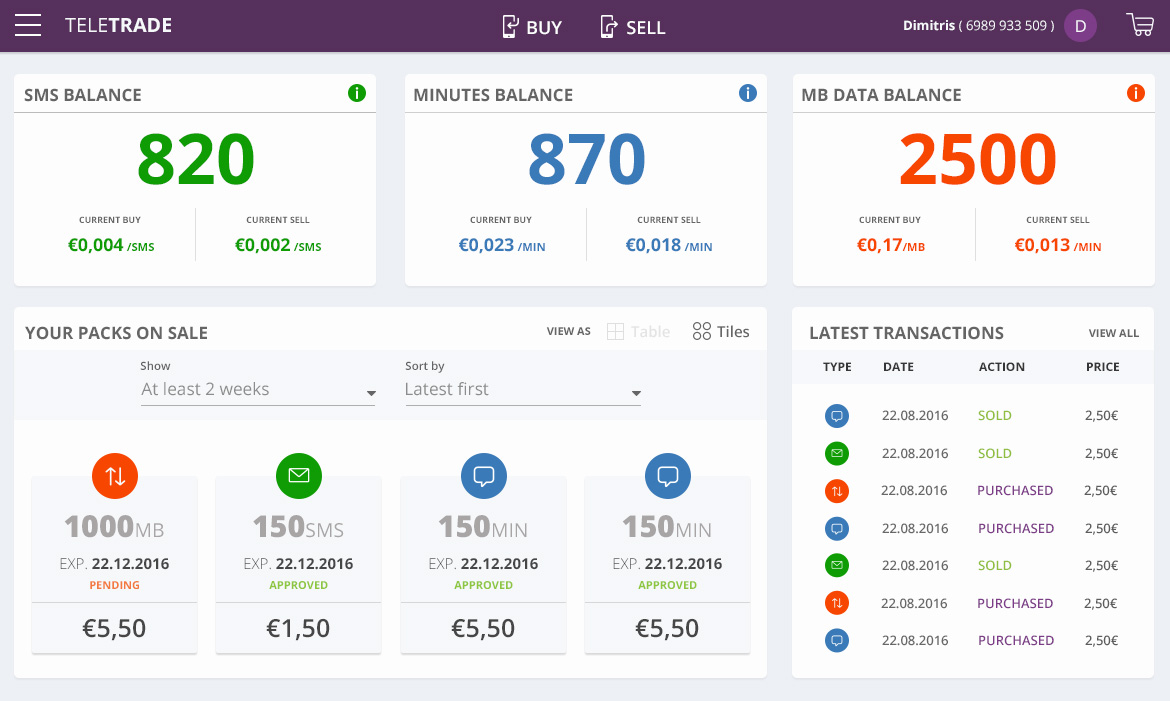 TELETRADE
BUY
SELL
Dimitris ( 6989 933 509 )
D
SMS BALANCE
i
820
CURRENT BUY
€0,004 /SMS
CURRENT SELL
€0,002 /SMS
MINUTES BALANCE
i
870
CURRENT BUY
€0,023 /MIN
CURRENT SELL
€0,018 /MIN
MB DATA BALANCE
i
2500
CURRENT BUY
€0,17/MB
CURRENT SELL
€0,013 /MIN
YOUR PACKS ON SALE
VIEW AS
Table
Tiles
Show
At least 2 weeks
Sort by
Latest first
1000MB
EXP. 22.12.2016
PENDING
€5,50
150SMS
EXP. 22.12.2016
APPROVED
€1,50
150MIN
EXP. 22.12.2016
APPROVED
€5,50
150MIN
EXP. 22.12.2016
APPROVED
€5,50
LATEST TRANSACTIONS
VIEW ALL
TYPE DATE ACTION PRICE
22.08.2016 SOLD 2,50€
22.08.2016 SOLD 2,50€
22.08.2016 PURCHASED 2,50€
22.08.2016 PURCHASED 2,50€
22.08.2016 SOLD 2,50€
22.08.2016 PURCHASED 2,50€
22.08.2016 PURCHASED 2,50€